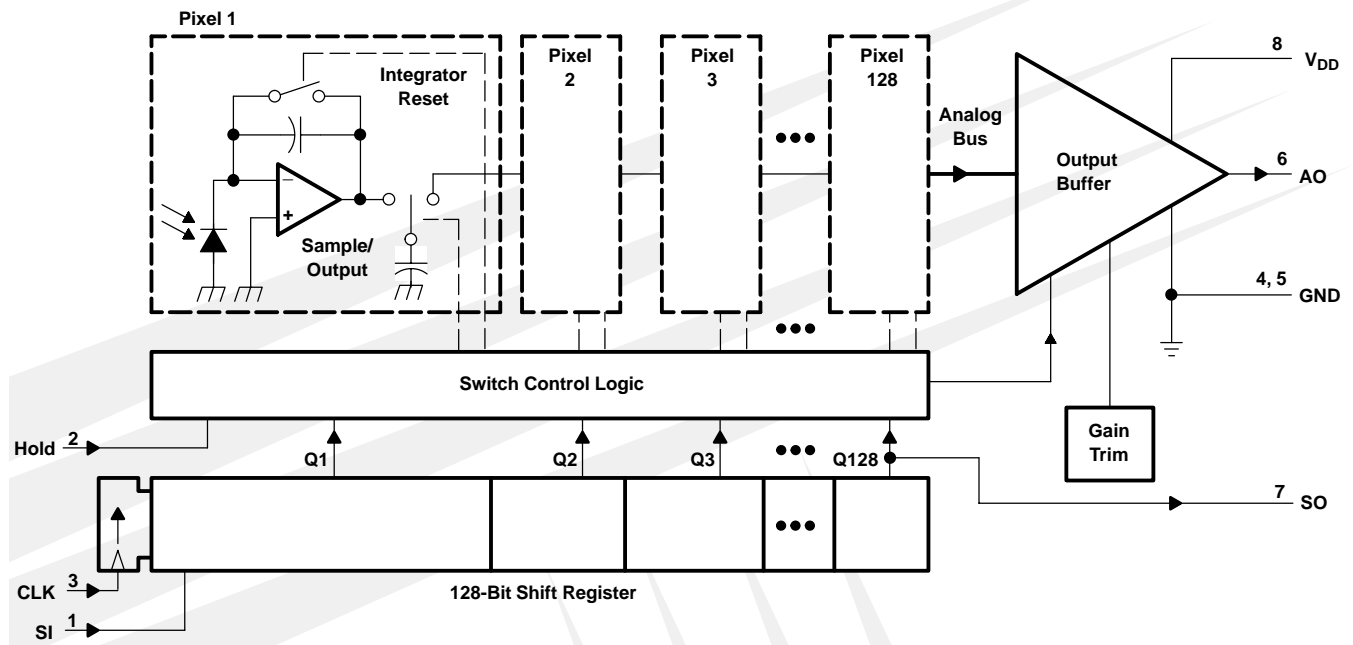 Pixel 1
Integrator
Reset
Sample/
Output
Pixel
2
Pixel
3
Pixel
128
Analog
Bus
Output
Buffer
8
VDD
6
AO
4, 5
GND
Gain
Trim
7
SO
Switch Control Logic
Hold
2
Q1
Q2
Q3
Q128
CLK
3
SI
1
128-Bit Shift Register
−
+